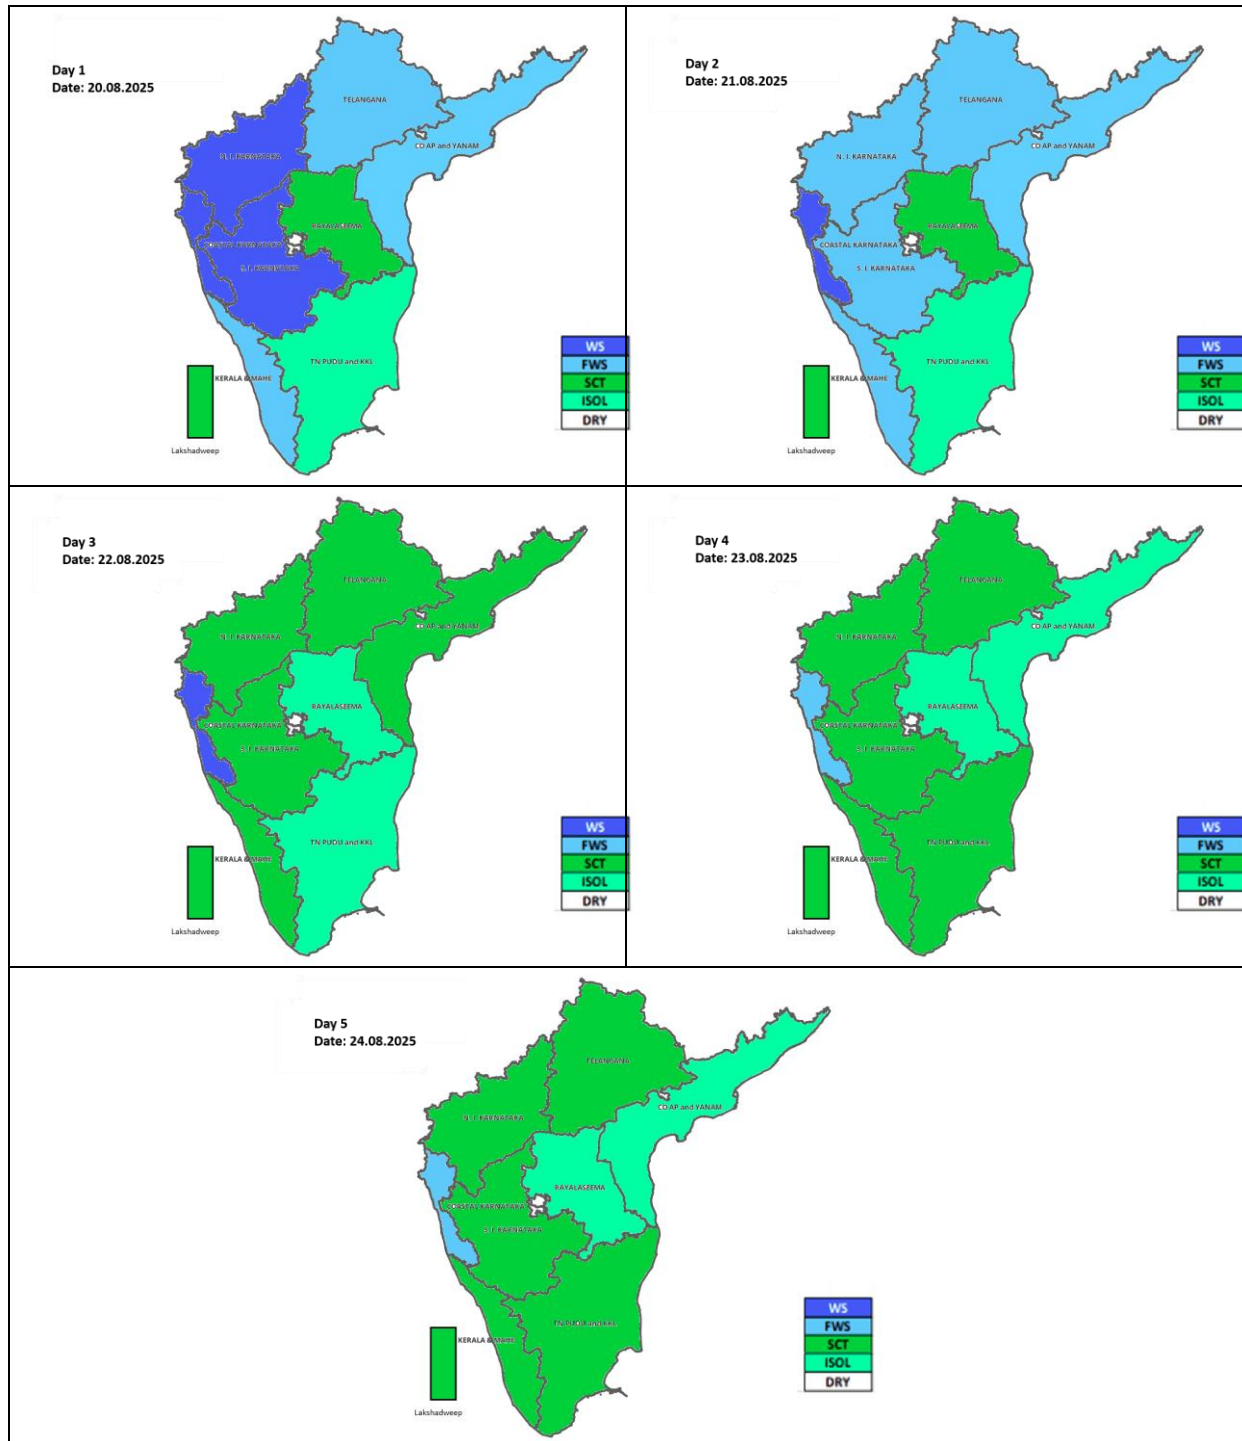 Day 1
Date: 20.08.2025
TELANGANA
N. I. KARNATAKA
CO AP and YANAM
RAYALASEEMA
COASTAL KARNATAKA
S. I. KARNATAKA
TN PUDU and KKL
KERALA & MAHE
Lakshadweep
WS
FWS
SCT
ISOL
DRY
Day 2
Date: 21.08.2025
TELANGANA
N. I. KARNATAKA
CO AP and YANAM
RAYALASEEMA
COASTAL KARNATAKA
S. I. KARNATAKA
TN PUDU and KKL
KERALA & MAHE
Lakshadweep
WS
FWS
SCT
ISOL
DRY
Day 3
Date: 22.08.2025
TELANGANA
N. I. KARNATAKA
CO AP and YANAM
RAYALASEEMA
COASTAL KARNATAKA
S. I. KARNATAKA
TN PUDU and KKL
KERALA & MAHE
Lakshadweep
WS
FWS
SCT
ISOL
DRY
Day 4
Date: 23.08.2025
TELANGANA
N. I. KARNATAKA
CO AP and YANAM
RAYALASEEMA
COASTAL KARNATAKA
S. I. KARNATAKA
TN PUDU and KKL
KERALA & MAHE
Lakshadweep
WS
FWS
SCT
ISOL
DRY
Day 5
Date: 24.08.2025
TELANGANA
N. I. KARNATAKA
CO AP and YANAM
RAYALASEEMA
COASTAL KARNATAKA
S. I. KARNATAKA
TN PUDU and KKL
KERALA & MAHE
Lakshadweep
WS
FWS
SCT
ISOL
DRY